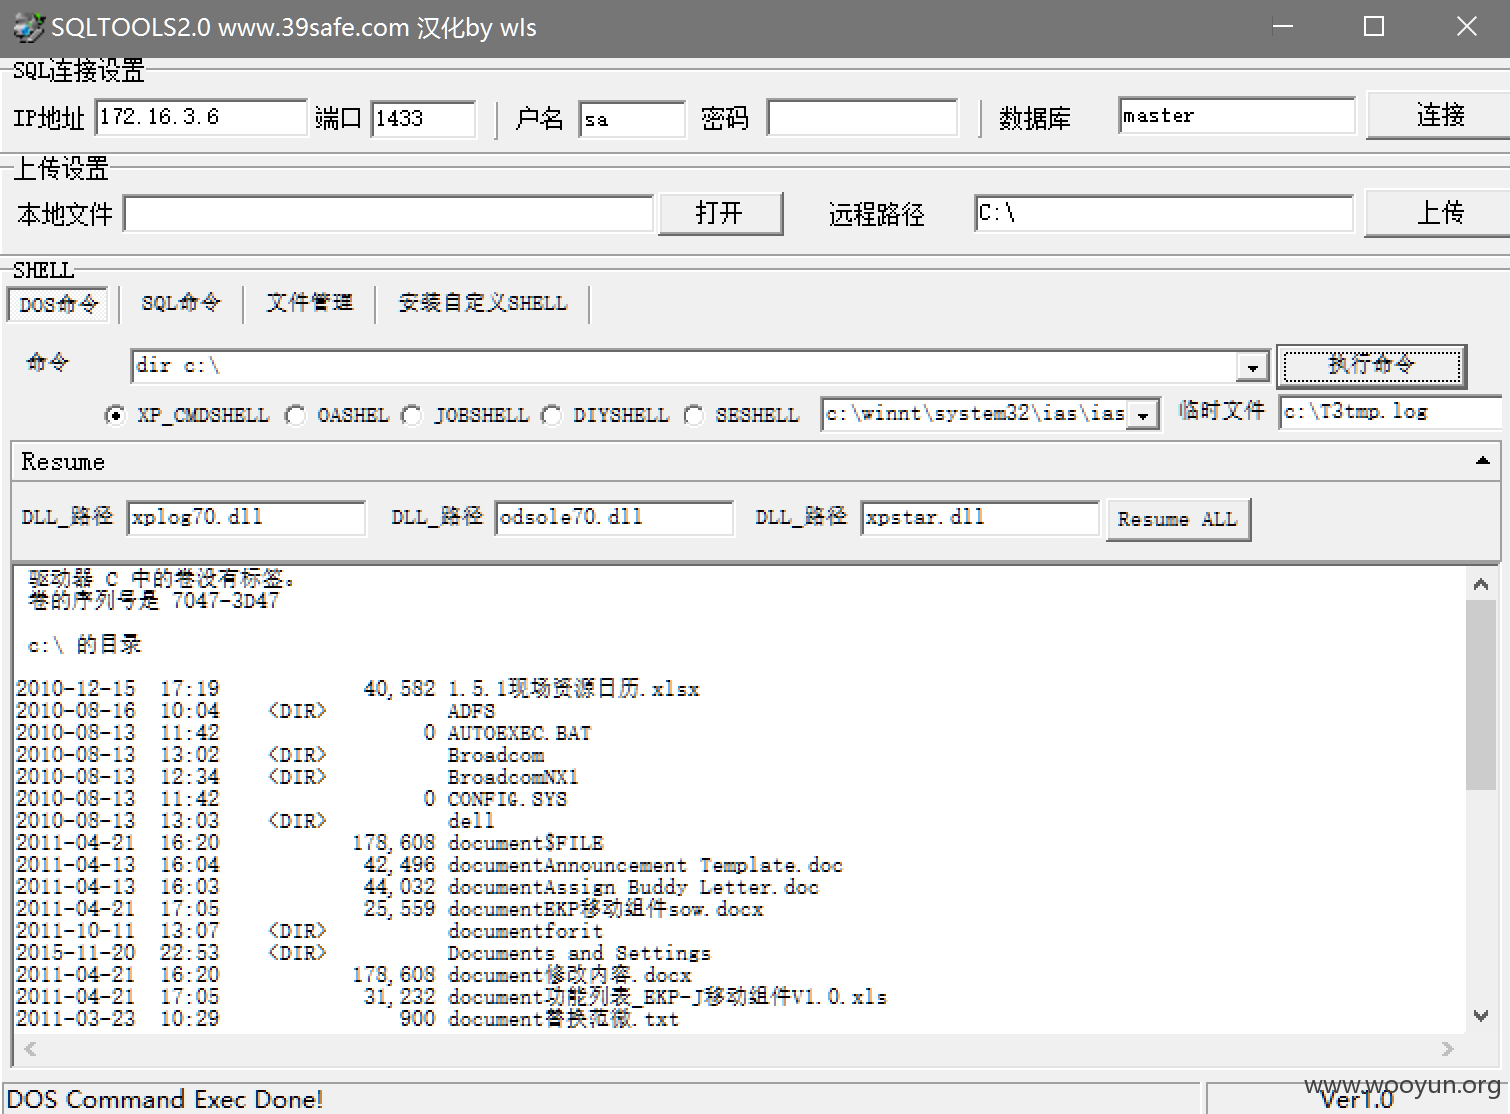 SQLTOOLS2.0 www.39safe.com 汉化by wls
SQL连接设置
IP地址 172.16.3.6 端口 1433 户名 sa 密码 数据库 master 连接
上传设置
本地文件 打开 远程路径 C:\ 上传
SHELL
DOS命令 SQL命令 文件管理 安装自定义SHELL
命令 dir c:\ 执行命令
XP_CMDSHELL OASHEL JOBSHELL DIYSHELL SESHELL c:\winnt\system32\ias\ias 临时文件 c:\T3tmp.log
Resume
DLL_路径 xplog70.dll DLL_路径 odsole70.dll DLL_路径 xpstar.dll Resume ALL
驱动器 C 中的卷没有标签。
卷的序列号是 7047-3D47
c:\ 的目录
2010-12-15 17:19 40,582 1.5.1现场资源日历.xlsx
2010-08-16 10:04 <DIR> ADFS
2010-08-13 11:42 0 AUTOEXEC.BAT
2010-08-13 13:02 <DIR> Broadcom
2010-08-13 12:34 <DIR> BroadcomNX1
2010-08-13 11:42 0 CONFIG.SYS
2010-08-13 13:03 <DIR> dell
2011-04-21 16:20 178,608 document$FILE
2011-04-13 16:04 42,496 documentAnnouncement Template.doc
2011-04-13 16:03 44,032 documentAssign Buddy Letter.doc
2011-04-21 17:05 25,559 documentEKP移动组件sow.docx
2011-10-11 13:07 <DIR> documentforit
2015-11-20 22:53 <DIR> Documents and Settings
2011-04-21 16:20 178,608 document修改内容.docx
2011-04-21 17:05 31,232 document功能列表_EKP-J移动组件V1.0.xls
2011-03-23 10:29 900 document替换范微.txt
DOS Command Exec Done! Ver1.0
www.wooyun.org